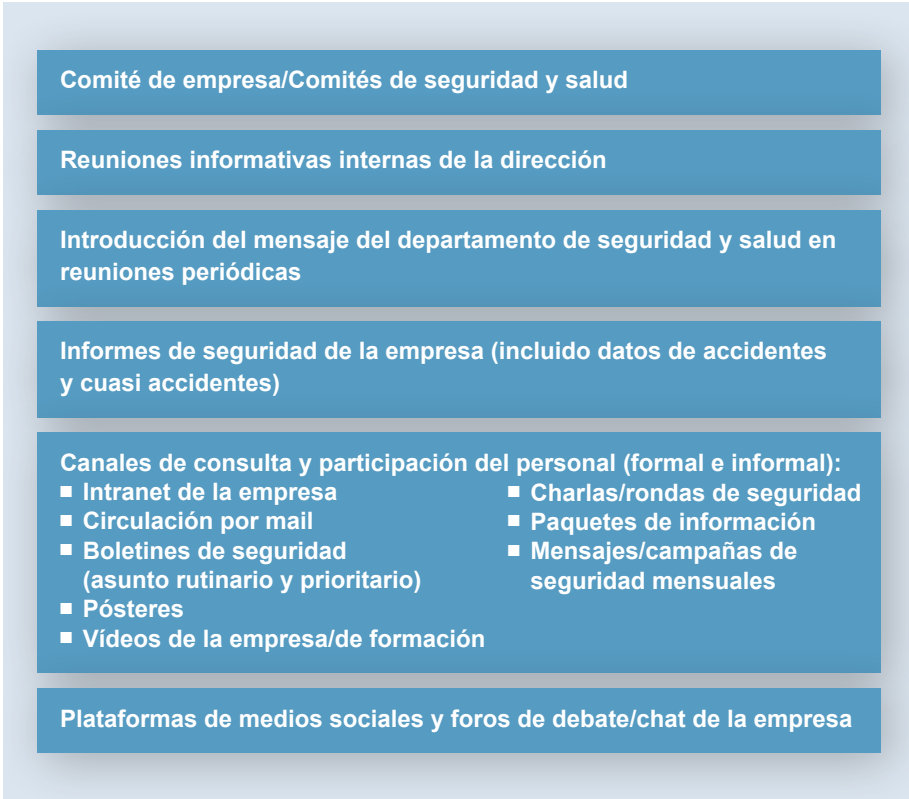 Comité de empresa/Comités de seguridad y salud
Reuniones informativas internas de la dirección
Introducción del mensaje del departamento de seguridad y salud en
reuniones periódicas
Informes de seguridad de la empresa (incluido datos de accidentes
y cuasi accidentes)
Canales de consulta y participación del personal (formal e informal):
■ Intranet de la empresa
■ Circulación por mail
■ Boletines de seguridad
(asunto rutinario y prioritario)
■ Pósteres
■ Vídeos de la empresa/de formación
■ Charlas/rondas de seguridad
■ Paquetes de información
■ Mensajes/campañas de
seguridad mensuales
Plataformas de medios sociales y foros de debate/chat de la empresa